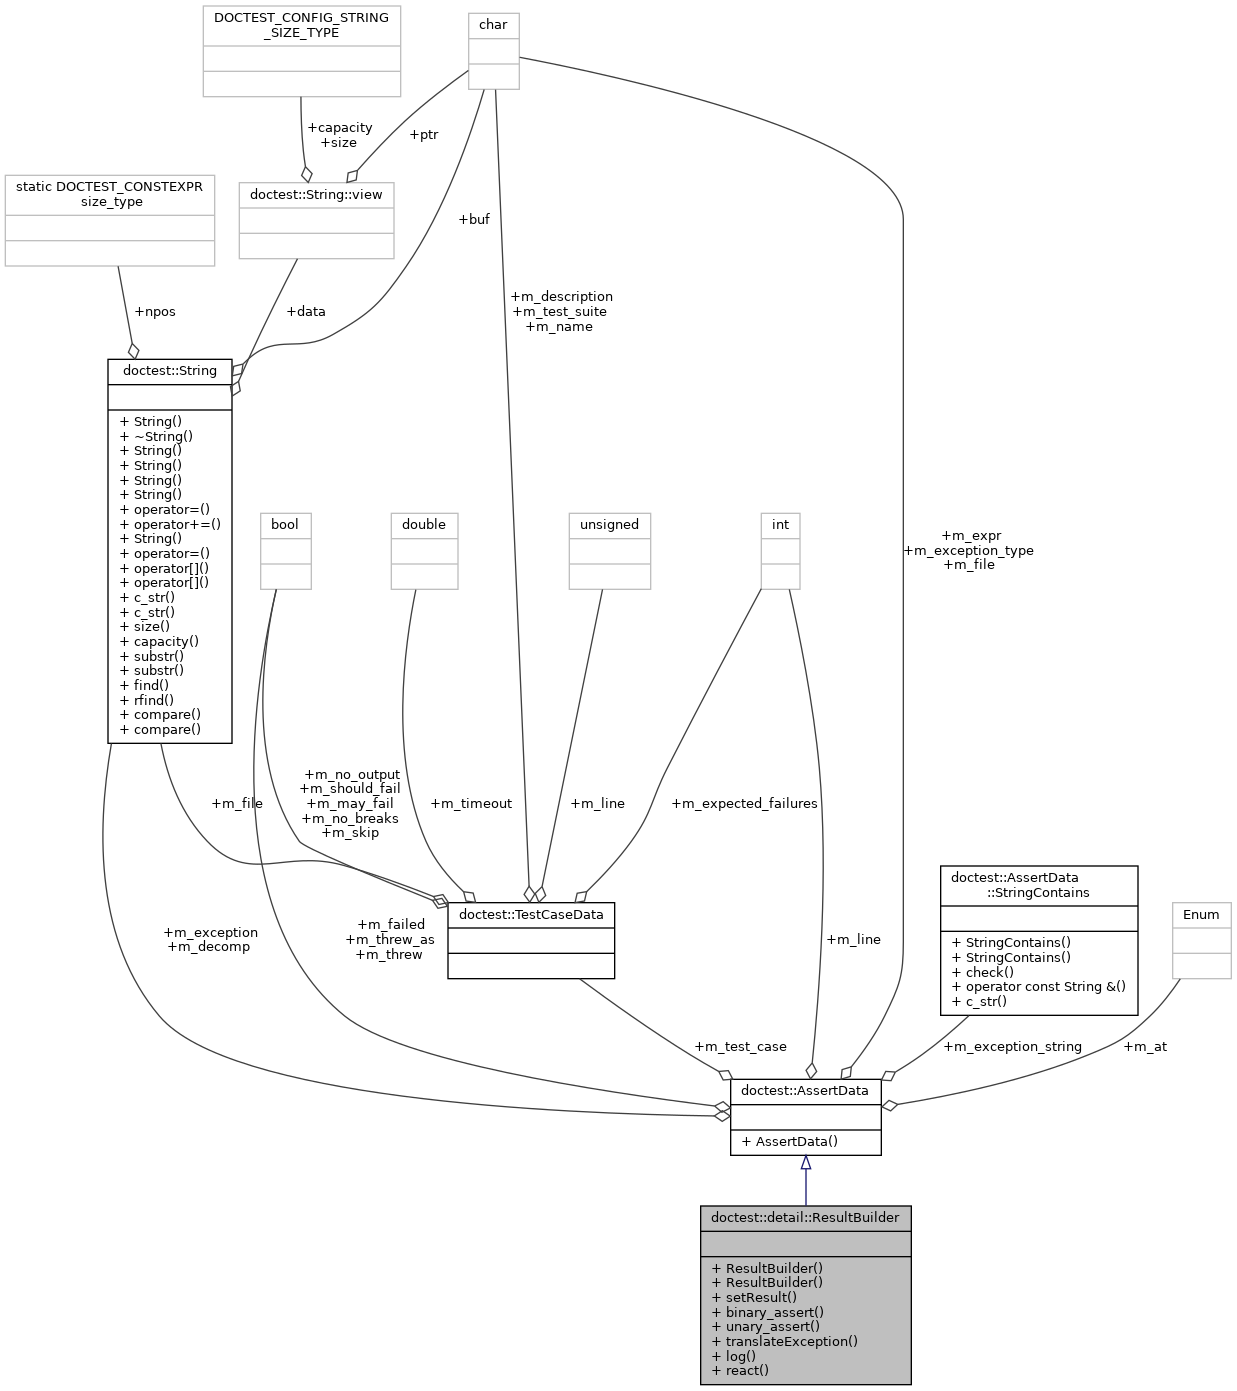 DOCTEST_CONFIG_STRING
_SIZE_TYPE
char
+capacity
+size
+ptr
static DOCTEST_CONSTEXPR
size_type
doctest::String::view
+buf
+npos
+data
+m_description
+m_test_suite
+m_name
doctest::String
+ String()
+ ~String()
+ String()
+ String()
+ String()
+ String()
+ operator=()
+ operator+=()
+ String()
+ operator=()
+ operator[]()
+ operator[]()
+ c_str()
+ c_str()
+ size()
+ capacity()
+ substr()
+ substr()
+ find()
+ rfind()
+ compare()
+ compare()
bool
double
unsigned
int
+m_expr
+m_exception_type
+m_file
+m_file
+m_no_output
+m_should_fail
+m_may_fail
+m_no_breaks
+m_skip
+m_timeout
+m_line
+m_expected_failures
+m_exception
+m_decomp
+m_failed
+m_threw_as
+m_threw
doctest::TestCaseData
+m_line
doctest::AssertData
::StringContains
+ StringContains()
+ StringContains()
+ check()
+ operator const String &()
+ c_str()
Enum
+m_test_case
+m_exception_string
+m_at
doctest::AssertData
+ AssertData()
doctest::detail::ResultBuilder
+ ResultBuilder()
+ ResultBuilder()
+ setResult()
+ binary_assert()
+ unary_assert()
+ translateException()
+ log()
+ react()